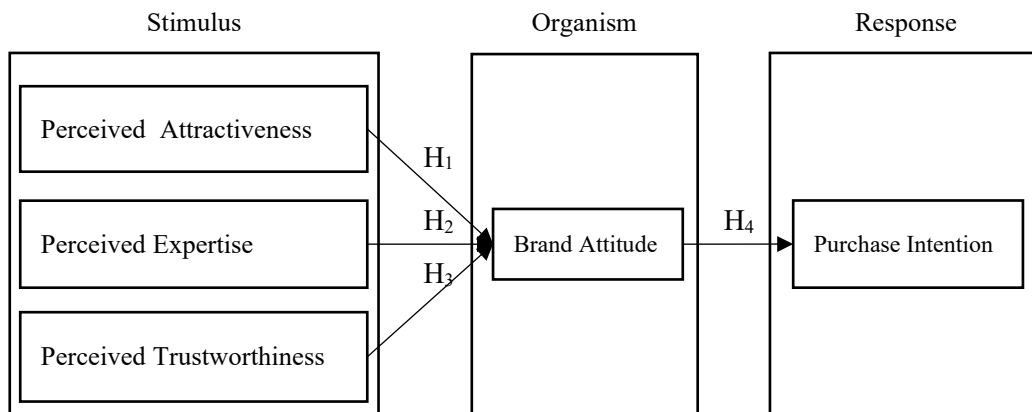 Stimulus
Organism
Response
Perceived Attractiveness
H₁
Perceived Expertise
H₂
Brand Attitude
H₄
Purchase Intention
H₃
Perceived Trustworthiness